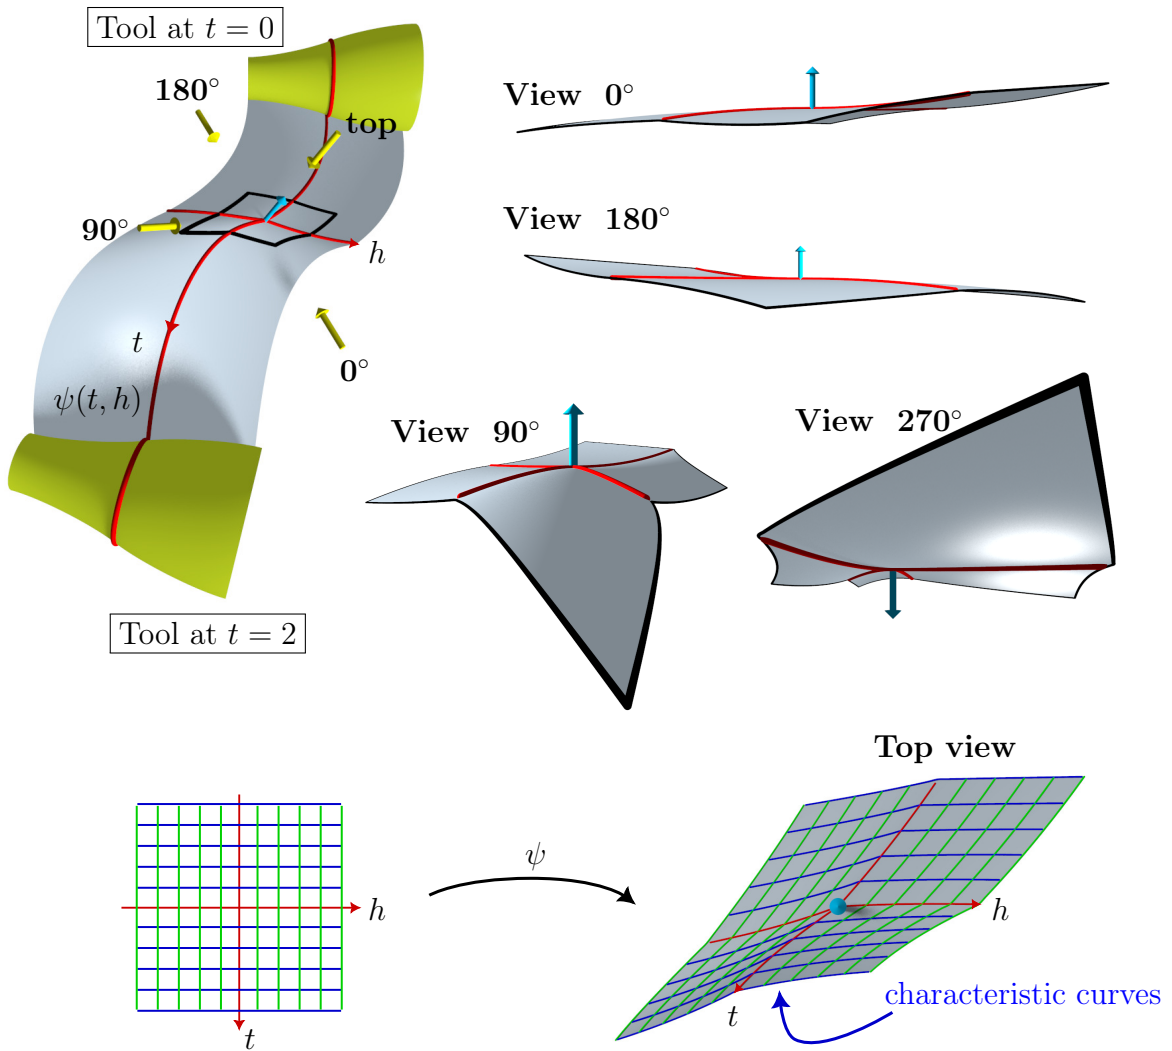 Tool at t = 0
180°
top
90°
h
t
0°
ψ(t, h)
Tool at t = 2
View 0°
View 180°
View 90°
View 270°
Top view
ψ
h
t
h
t
characteristic curves